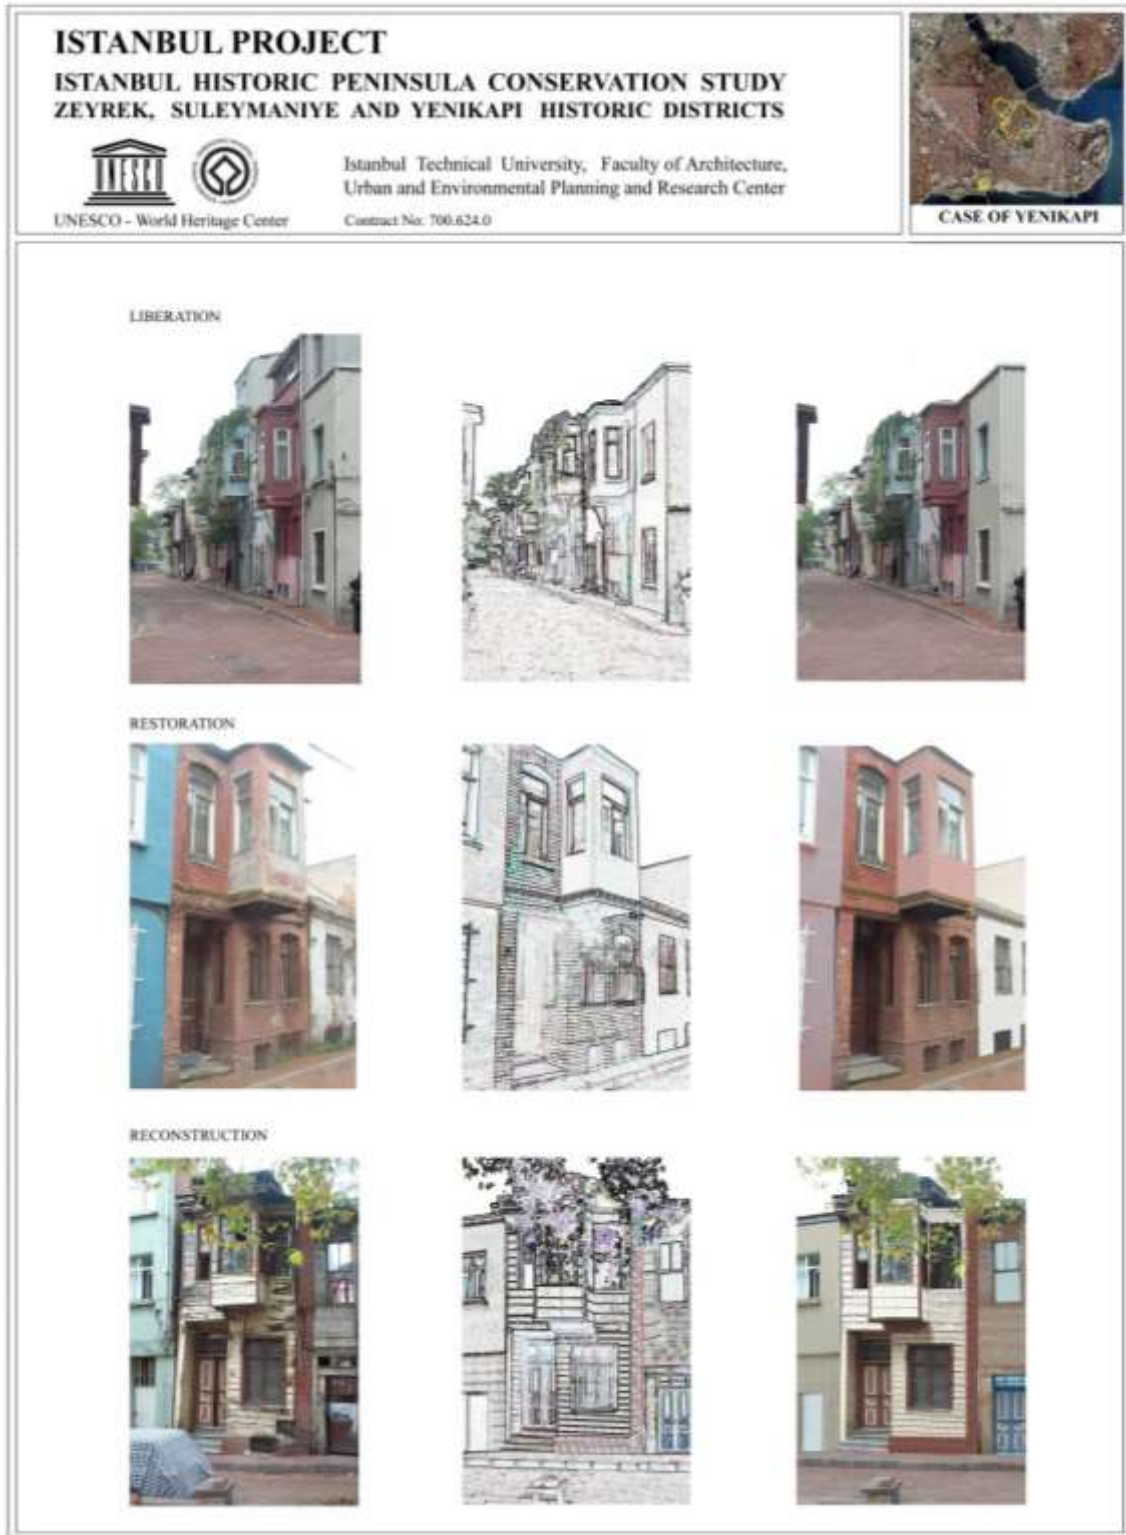 ISTANBUL PROJECT
ISTANBUL HISTORIC PENINSULA CONSERVATION STUDY
ZEYREK, SULEYMANIYE AND YENIKAPI HISTORIC DISTRICTS
UNESCO
UNESCO - World Heritage Center
Istanbul Technical University, Faculty of Architecture,
Urban and Environmental Planning and Research Center
Contract No: 700.624.0
CASE OF YENIKAPI
LIBERATION
RESTORATION
RECONSTRUCTION